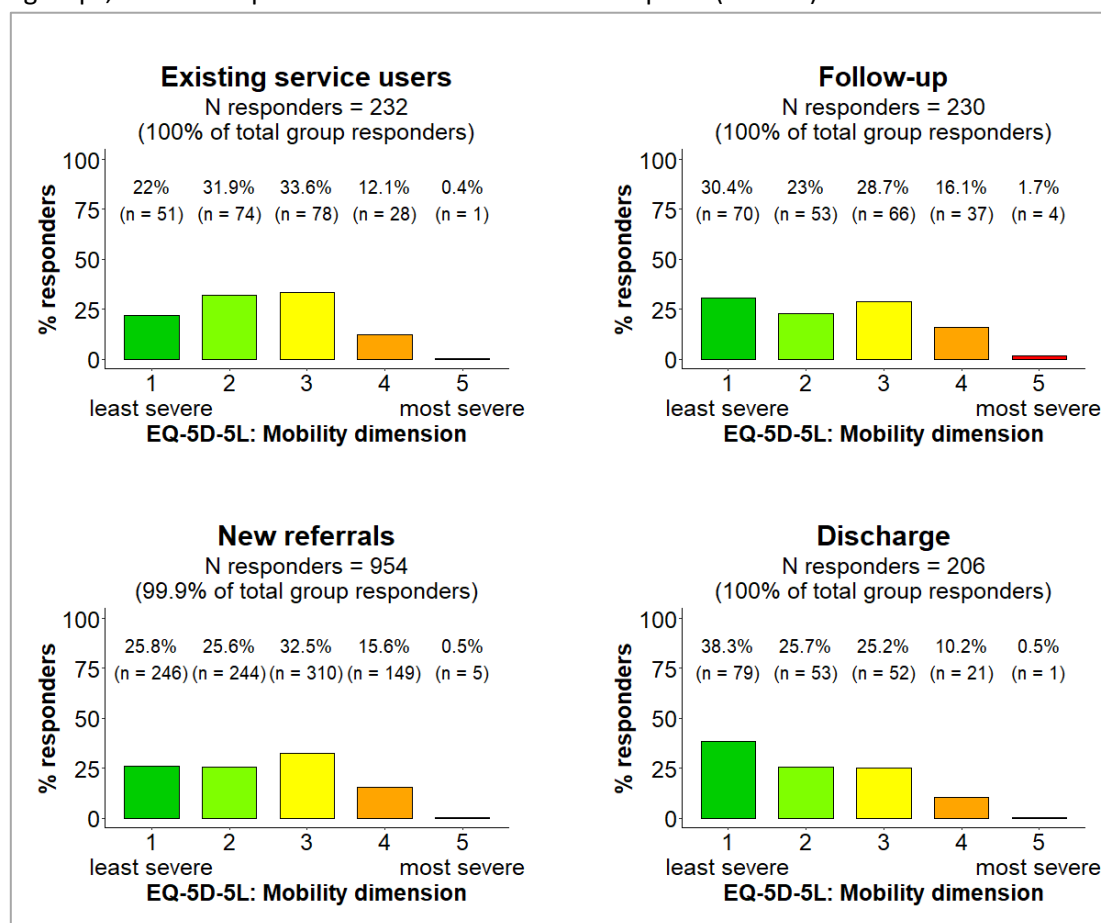 Existing service users
N responders = 232
(100% of total group responders)
100
75
50
25
0
% responders
22% 31.9% 33.6% 12.1% 0.4%
(n = 51) (n = 74) (n = 78) (n = 28) (n = 1)
1 2 3 4 5
least severe most severe
EQ-5D-5L: Mobility dimension
Follow-up
N responders = 230
(100% of total group responders)
100
75
50
25
0
% responders
30.4% 23% 28.7% 16.1% 1.7%
(n = 70) (n = 53) (n = 66) (n = 37) (n = 4)
1 2 3 4 5
least severe most severe
EQ-5D-5L: Mobility dimension
New referrals
N responders = 954
(99.9% of total group responders)
100
75
50
25
0
% responders
25.8% 25.6% 32.5% 15.6% 0.5%
(n = 246) (n = 244) (n = 310) (n = 149) (n = 5)
1 2 3 4 5
least severe most severe
EQ-5D-5L: Mobility dimension
Discharge
N responders = 206
(100% of total group responders)
100
75
50
25
0
% responders
38.3% 25.7% 25.2% 10.2% 0.5%
(n = 79) (n = 53) (n = 52) (n = 21) (n = 1)
1 2 3 4 5
least severe most severe
EQ-5D-5L: Mobility dimension